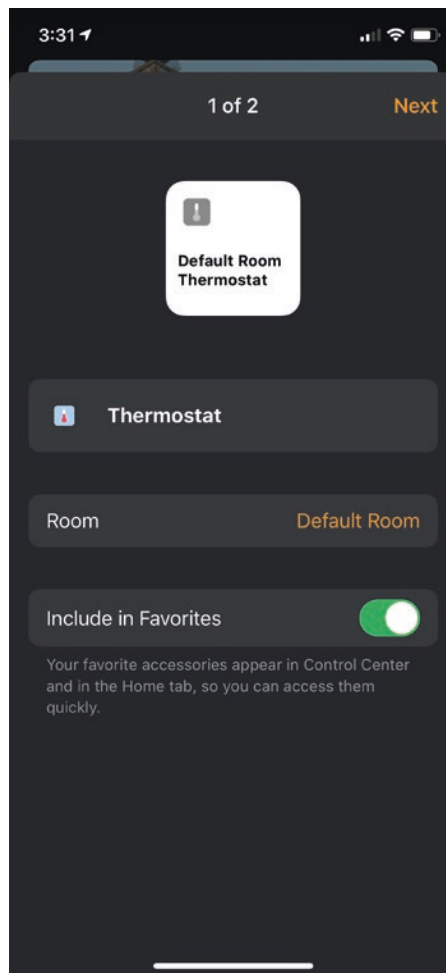 3:31
1 of 2
Next
Default Room
Thermostat
Thermostat
Room
Default Room
Include in Favorites
Your favorite accessories appear in Control Center
and in the Home tab, so you can access them
quickly.